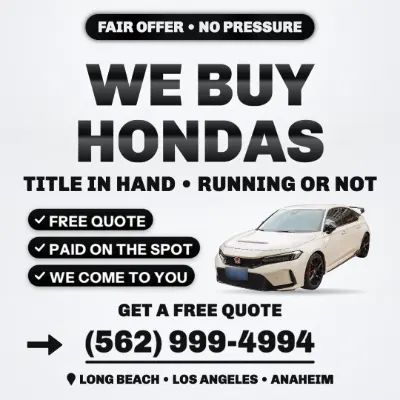 FAIR OFFER • NO PRESSURE
WE BUY
HONDAS
TITLE IN HAND • RUNNING OR NOT
FREE QUOTE
PAID ON THE SPOT
WE COME TO YOU
GET A FREE QUOTE
(562) 999-4994
LONG BEACH • LOS ANGELES • ANAHEIM